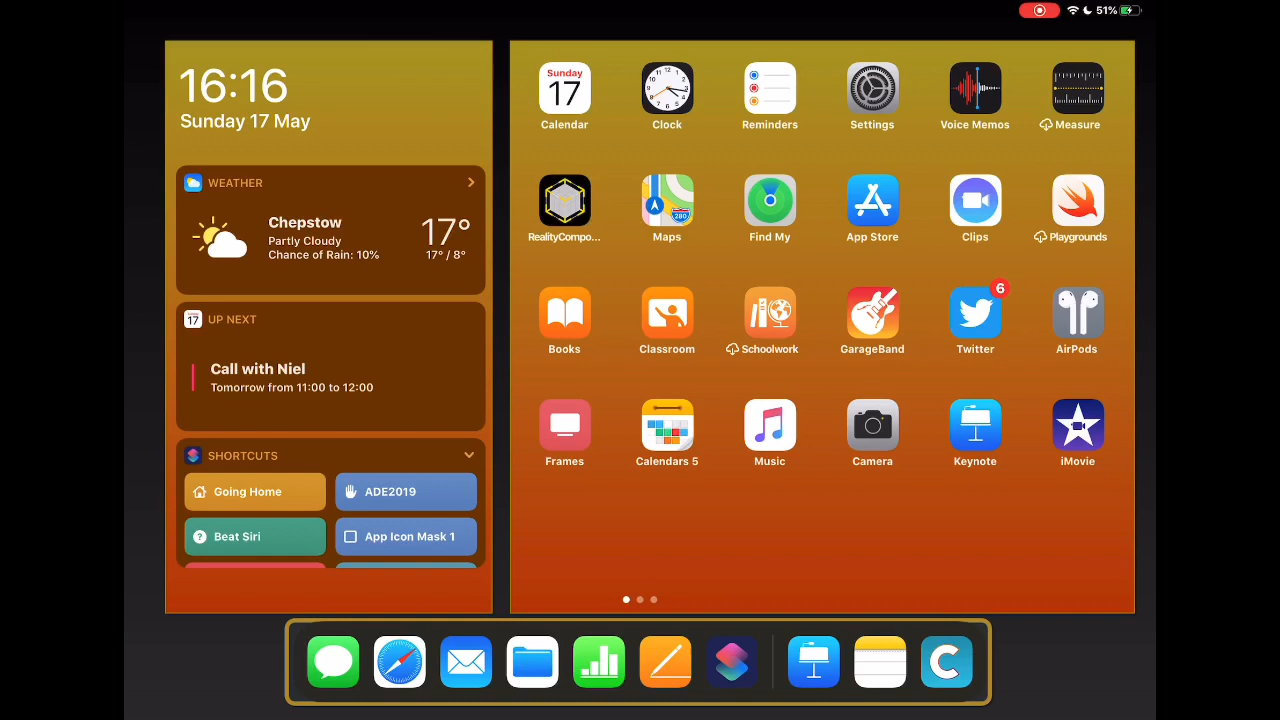 51%
16:16
Sunday 17 May
WEATHER
Chepstow
Partly Cloudy
Chance of Rain: 10%
17°
17° / 8°
17
UP NEXT
Call with Niel
Tomorrow from 11:00 to 12:00
SHORTCUTS
Going Home
ADE2019
Beat Siri
App Icon Mask 1
Sunday
17
Calendar
Clock
Reminders
Settings
Voice Memos
Measure
RealityCompo...
280
Maps
Find My
App Store
Clips
Playgrounds
Books
Classroom
Schoolwork
GarageBand
6
Twitter
AirPods
Frames
Calendars 5
Music
Camera
Keynote
iMovie
C